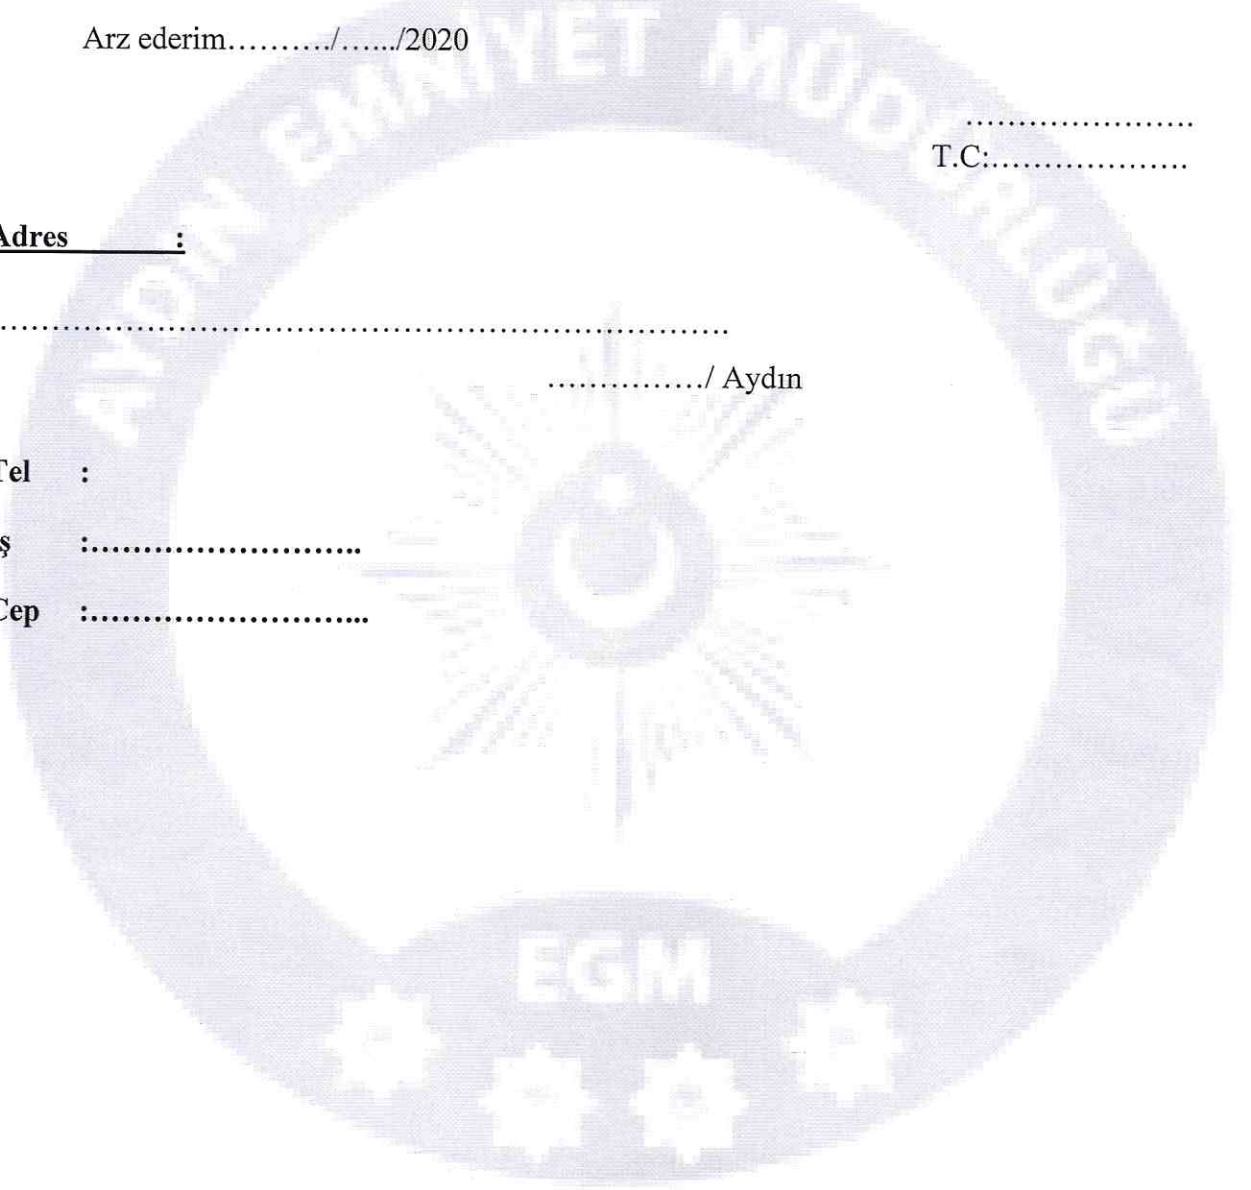 AYDIN EMNİYET MÜDÜRLÜĞÜ
Arz ederim.........../....../2020
......................
T.C:...................
Adres :
.....................................................................................
.............../ Aydın
Tel :
İş :..........................
Cep :...........................
EGM